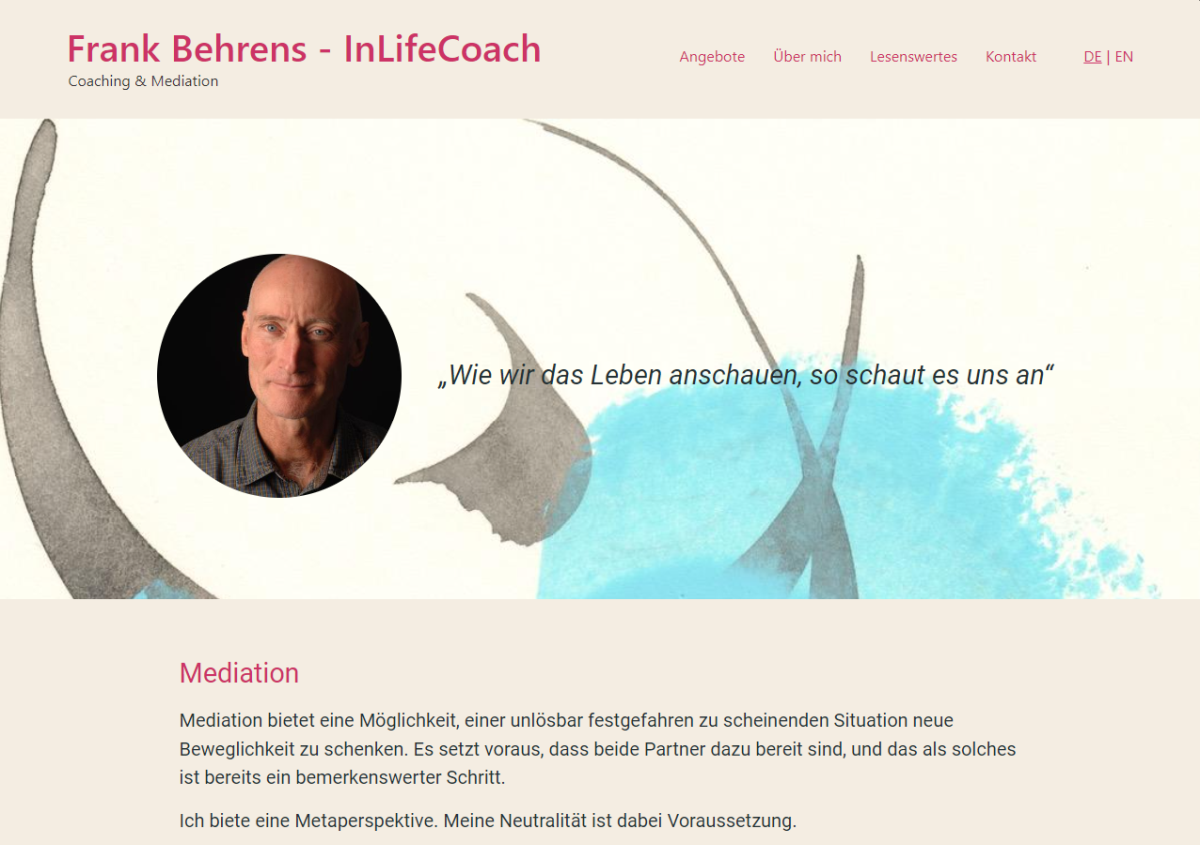 Frank Behrens - InLifeCoach
Coaching & Mediation
Angebote Über mich Lesenswertes Kontakt DE | EN
„Wie wir das Leben anschauen, so schaut es uns an“
Mediation
Mediation bietet eine Möglichkeit, einer unlösbar festgefahren zu scheinenden Situation neue
Beweglichkeit zu schenken. Es setzt voraus, dass beide Partner dazu bereit sind, und das als solches
ist bereits ein bemerkenswerter Schritt.
Ich biete eine Metaperspektive. Meine Neutralität ist dabei Voraussetzung.